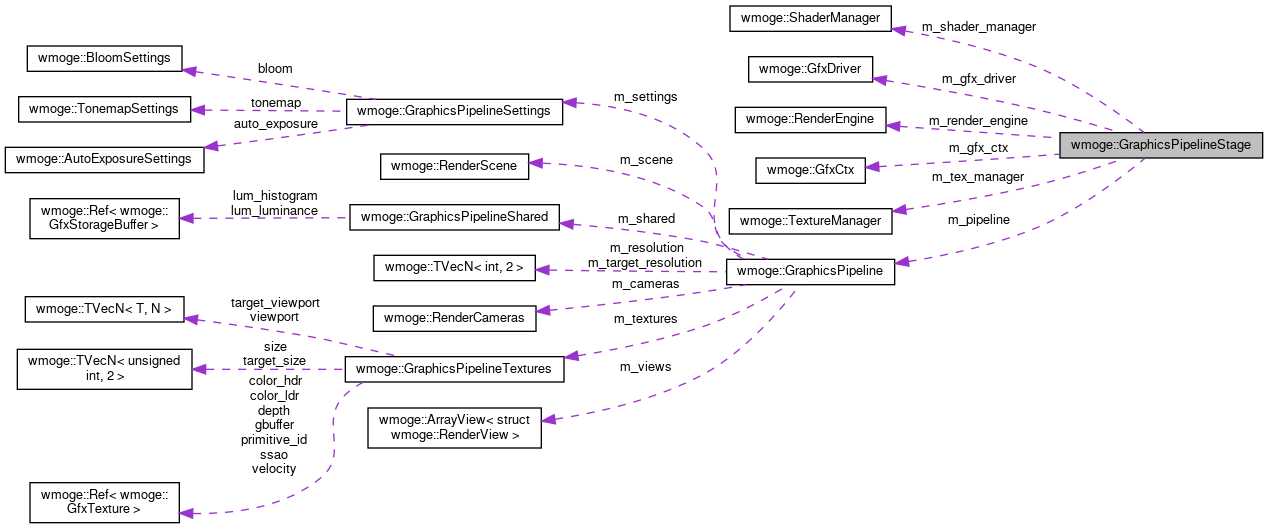 wmoge::ShaderManager
m_shader_manager
wmoge::BloomSettings
bloom
wmoge::GfxDriver
m_gfx_driver
wmoge::TonemapSettings
tonemap
wmoge::GraphicsPipelineSettings
m_settings
wmoge::RenderEngine
m_render_engine
wmoge::GraphicsPipelineStage
auto_exposure
wmoge::AutoExposureSettings
wmoge::RenderScene
m_scene
wmoge::GfxCtx
m_gfx_ctx
m_tex_manager
wmoge::TextureManager
m_pipeline
wmoge::Ref< wmoge::
GfxStorageBuffer >
lum_histogram
lum_luminance
wmoge::GraphicsPipelineShared
m_shared
wmoge::TVecN< int, 2 >
m_resolution
m_target_resolution
wmoge::GraphicsPipeline
wmoge::RenderCameras
m_cameras
m_textures
wmoge::TVecN< T, N >
target_viewport
viewport
wmoge::TVecN< unsigned
int, 2 >
size
target_size
wmoge::GraphicsPipelineTextures
m_views
wmoge::ArrayView< struct
wmoge::RenderView >
color_hdr
color_ldr
depth
gbuffer
primitive_id
ssao
velocity
wmoge::Ref< wmoge::
GfxTexture >